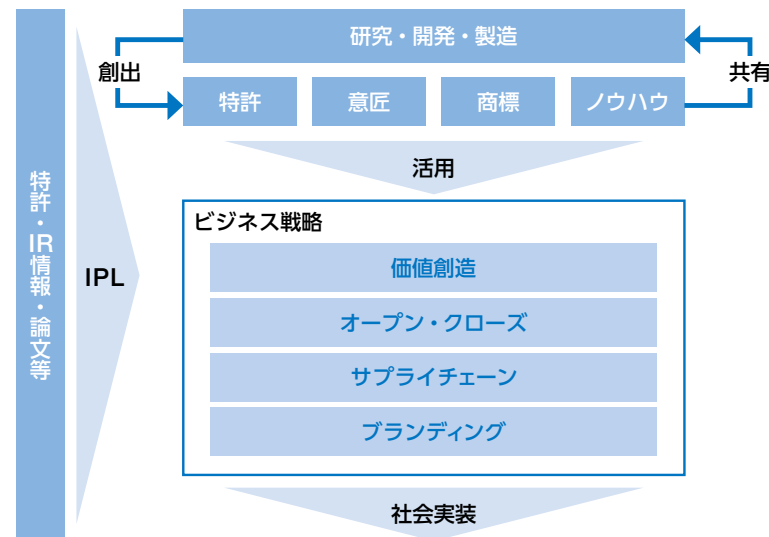 特許・IR情報・論文等
IPL
研究・開発・製造
創出
共有
特許
意匠
商標
ノウハウ
活用
ビジネス戦略
価値創造
オープン・クローズ
サプライチェーン
ブランディング
社会実装